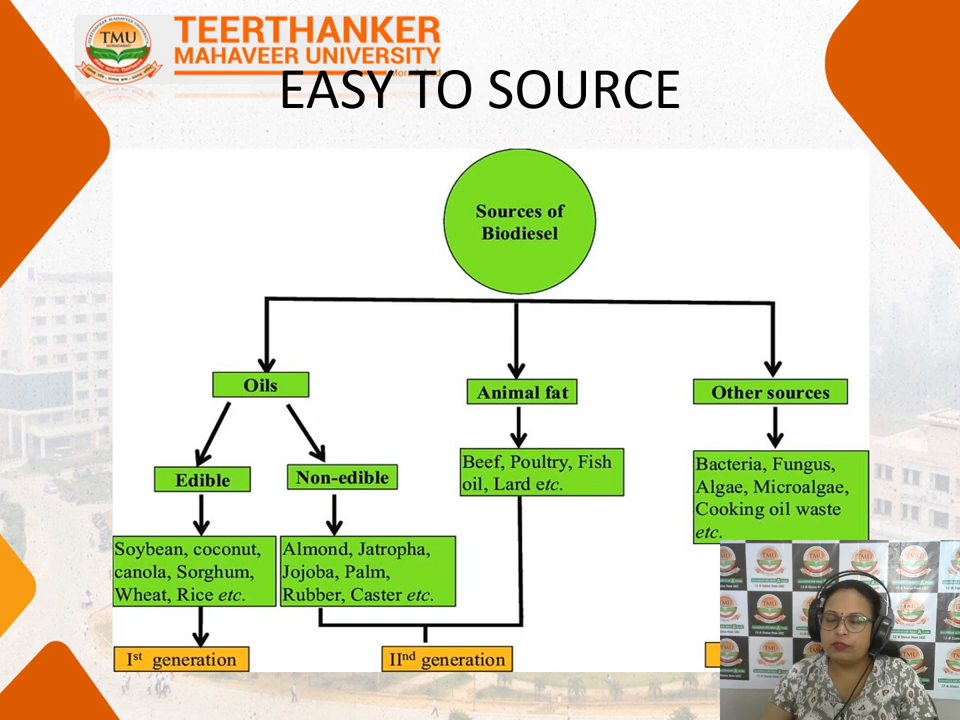 TEERTHANKER
MAHAVEER UNIVERSITY
TMU
EASY TO SOURCE
Sources of
Biodiesel
Oils
Animal fat
Other sources
Edible
Non-edible
Beef, Poultry, Fish
oil, Lard etc.
Bacteria, Fungus,
Algae, Microalgae,
Cooking oil waste
etc.
Soybean, coconut,
canola, Sorghum,
Wheat, Rice etc.
Almond, Jatropha,
Jojoba, Palm,
Rubber, Caster etc.
Ist generation
IInd generation